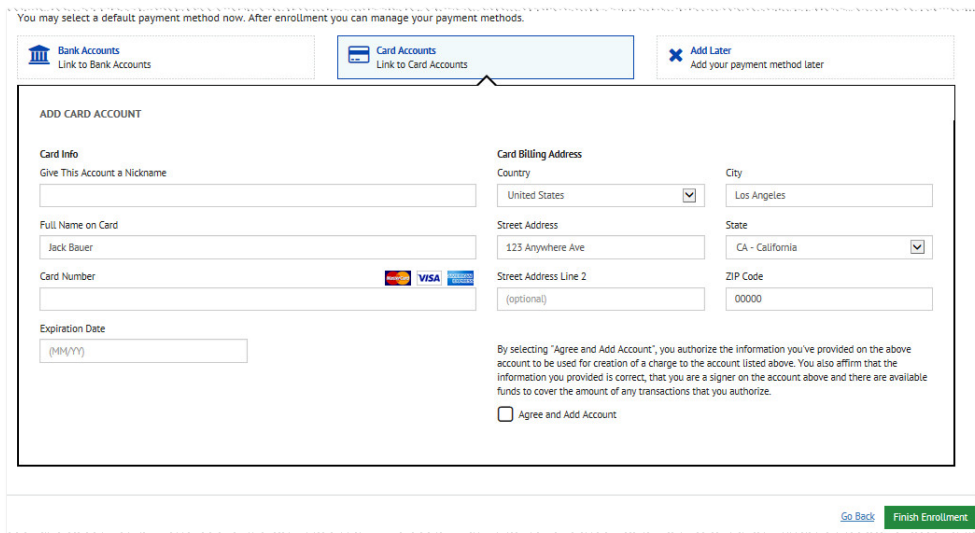 You may select a default payment method now. After enrollment you can manage your payment methods.
Bank Accounts
Link to Bank Accounts
Card Accounts
Link to Card Accounts
Add Later
Add your payment method later
ADD CARD ACCOUNT
Card Info
Give This Account a Nickname
Full Name on Card
Jack Bauer
Card Number
MasterCard VISA AMERICAN EXPRESS
Expiration Date
(MM/YY)
Card Billing Address
Country
United States
City
Los Angeles
Street Address
123 Anywhere Ave
State
CA - California
Street Address Line 2
(optional)
ZIP Code
00000
By selecting "Agree and Add Account", you authorize the information you've provided on the above
account to be used for creation of a charge to the account listed above. You also affirm that the
information you provided is correct, that you are a signer on the account above and there are available
funds to cover the amount of any transactions that you authorize.
Agree and Add Account
Go Back
Finish Enrollment